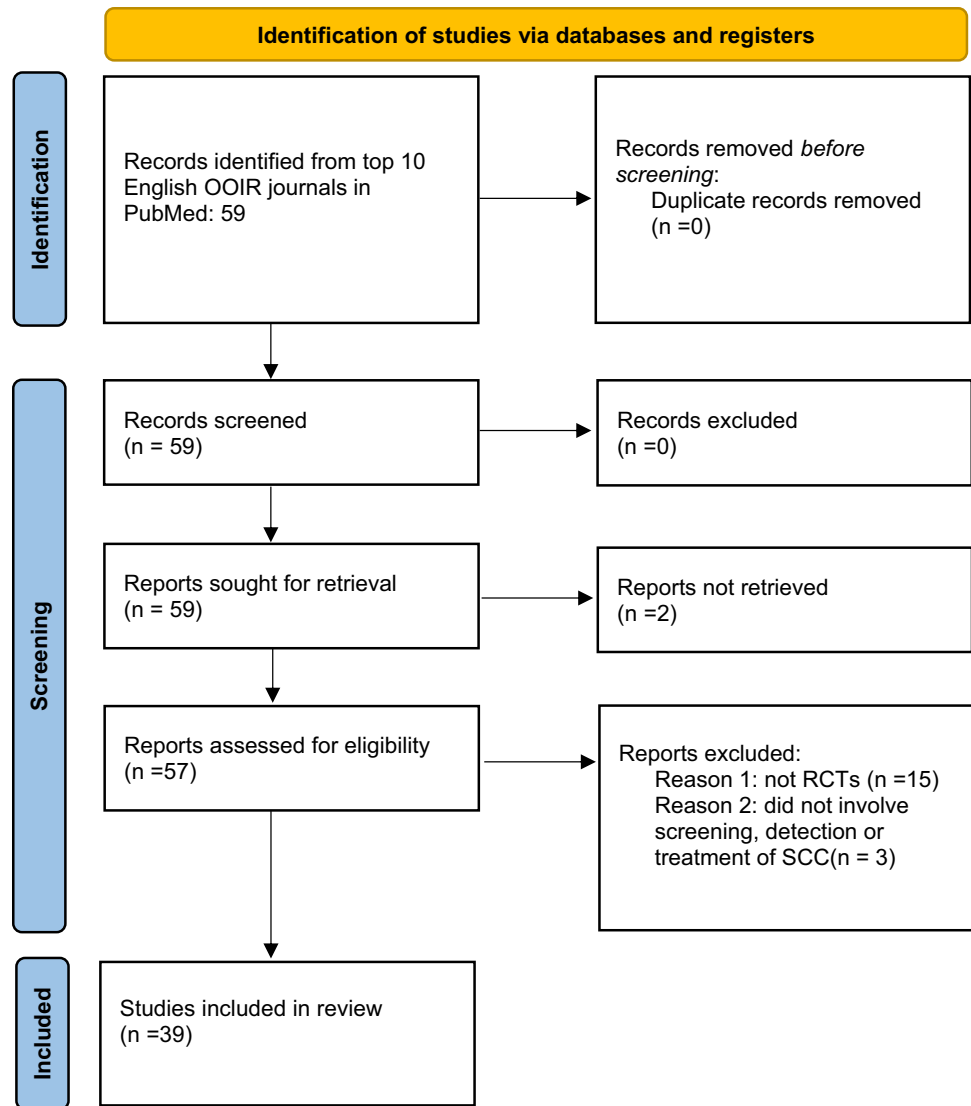 Identification of studies via databases and registers
Identification
Records identified from top 10
English OOIR journals in
PubMed: 59
Records removed before
screening:
Duplicate records removed
(n =0)
Screening
Records screened
(n = 59)
Records excluded
(n =0)
Reports sought for retrieval
(n = 59)
Reports not retrieved
(n =2)
Reports assessed for eligibility
(n =57)
Reports excluded:
Reason 1: not RCTs (n =15)
Reason 2: did not involve
screening, detection or
treatment of SCC(n = 3)
Included
Studies included in review
(n =39)